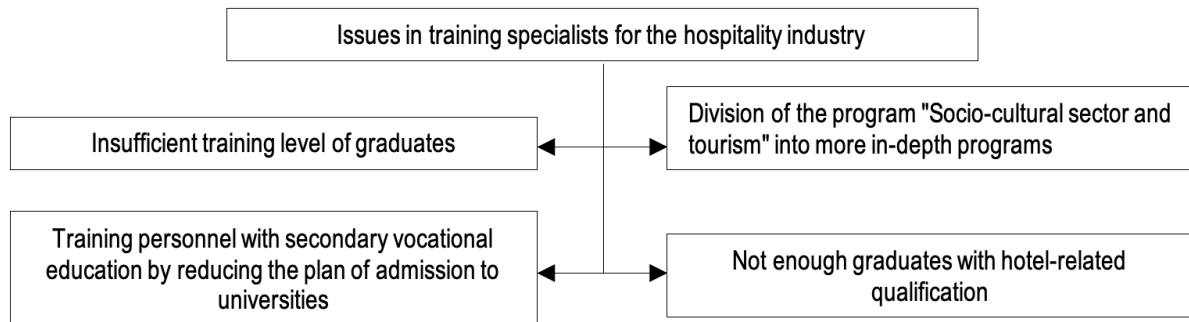 Issues in training specialists for the hospitality industry
Insufficient training level of graduates
Division of the program "Socio-cultural sector and
tourism" into more in-depth programs
Training personnel with secondary vocational
education by reducing the plan of admission to
universities
Not enough graduates with hotel-related
qualification